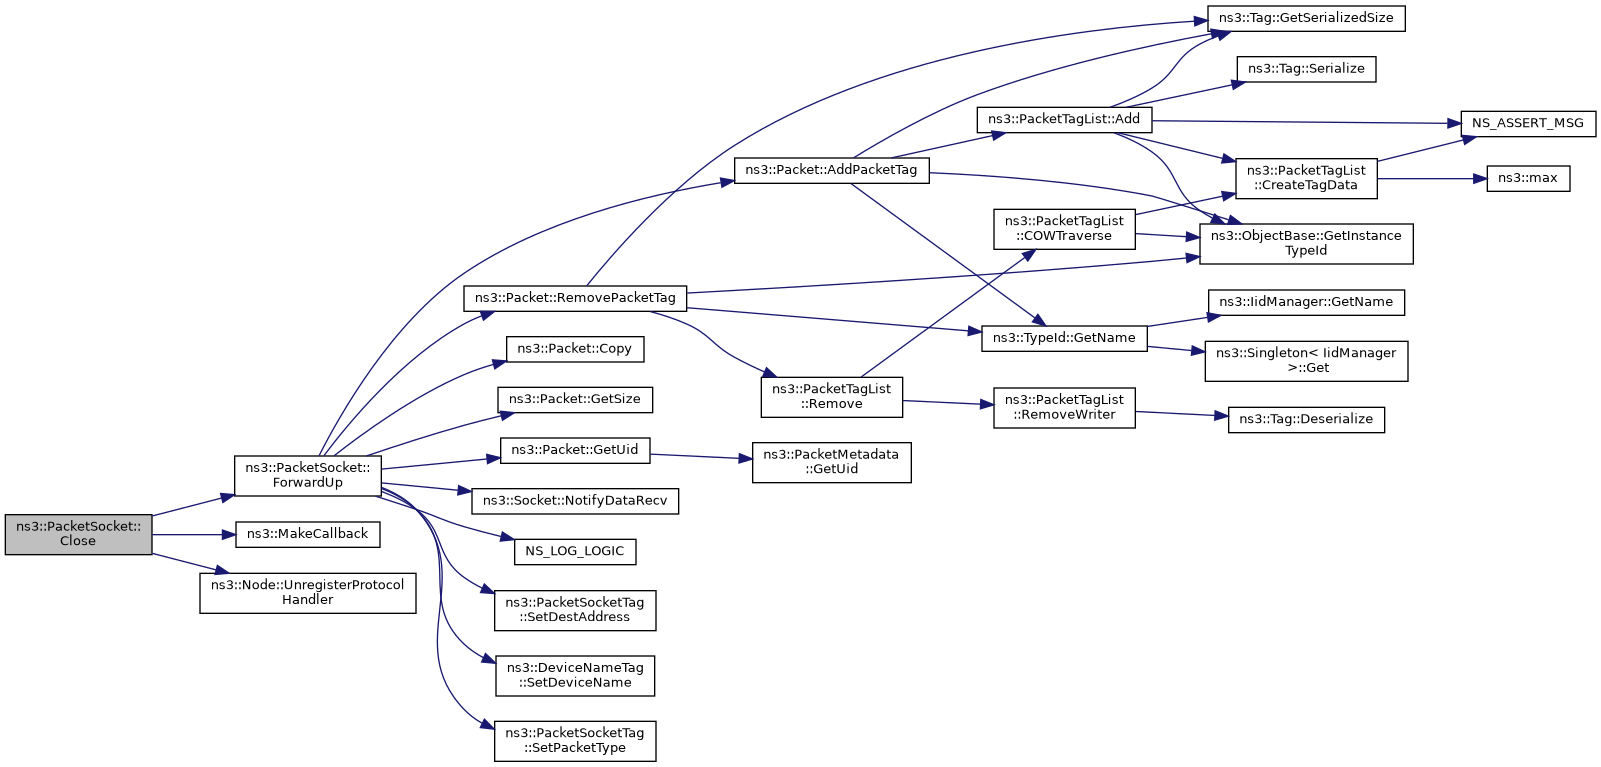 ns3::PacketSocket::
Close
ns3::PacketSocket::
ForwardUp
ns3::MakeCallback
ns3::Node::UnregisterProtocol
Handler
ns3::Packet::RemovePacketTag
ns3::Packet::Copy
ns3::Packet::GetSize
ns3::Packet::GetUid
ns3::Socket::NotifyDataRecv
NS_LOG_LOGIC
ns3::PacketSocketTag
::SetDestAddress
ns3::DeviceNameTag
::SetDeviceName
ns3::PacketSocketTag
::SetPacketType
ns3::Packet::AddPacketTag
ns3::PacketTagList
::Remove
ns3::PacketMetadata
::GetUid
ns3::PacketTagList::Add
ns3::PacketTagList
::COWTraverse
ns3::TypeId::GetName
ns3::PacketTagList
::RemoveWriter
ns3::Tag::GetSerializedSize
ns3::Tag::Serialize
ns3::PacketTagList
::CreateTagData
ns3::ObjectBase::GetInstance
TypeId
ns3::IidManager::GetName
ns3::Singleton< IidManager
>::Get
ns3::Tag::Deserialize
NS_ASSERT_MSG
ns3::max